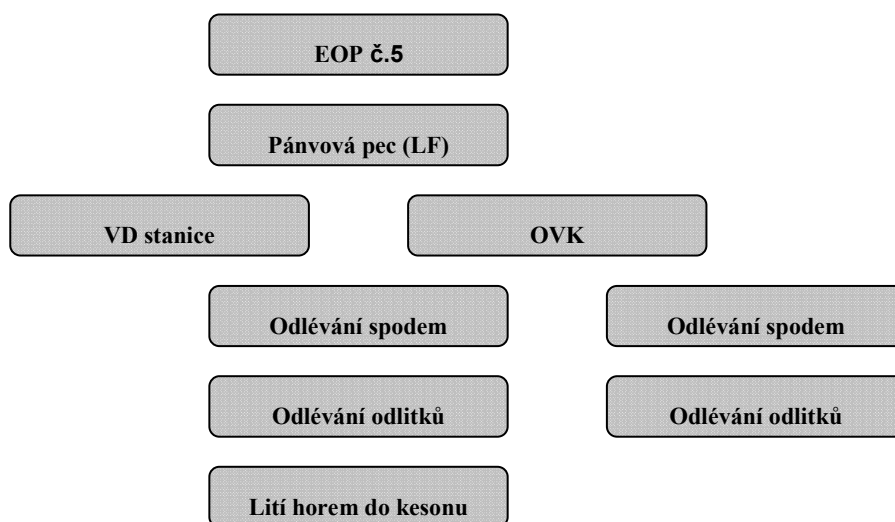 EOP č.5
Pánvová pec (LF)
VD stanice
OVK
Odlévání spodem
Odlévání spodem
Odlévání odlitků
Odlévání odlitků
Lití horem do kesonu